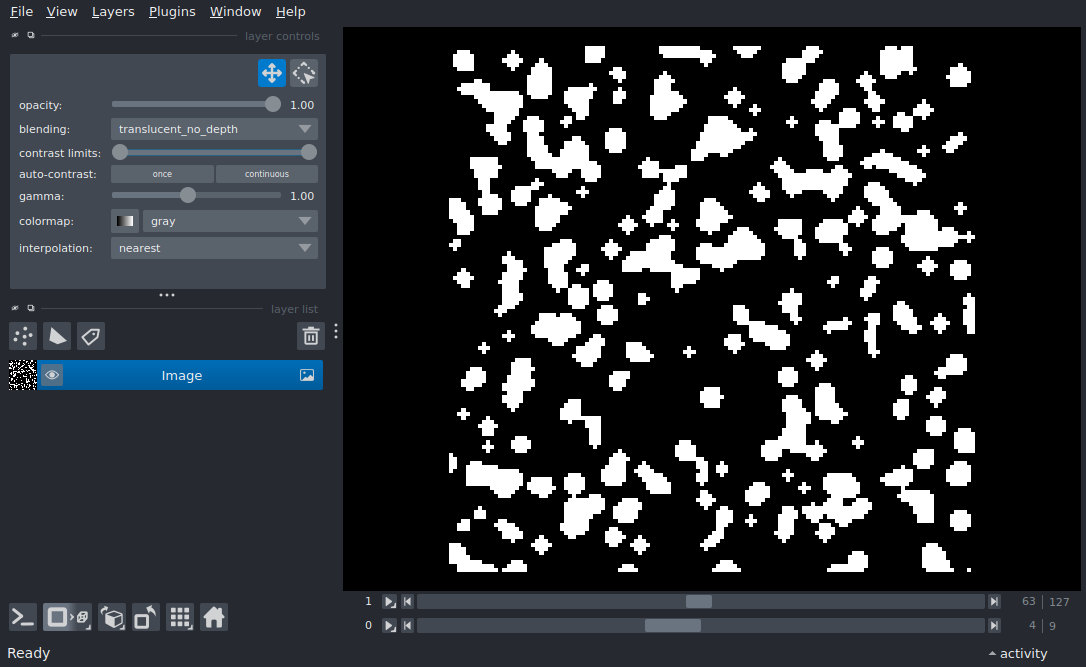 File View Layers Plugins Window Help
layer controls
opacity: 1.00
blending: translucent_no_depth
contrast limits:
auto-contrast: once continuous
gamma: 1.00
colormap: gray
interpolation: nearest
layer list
Image
1 63 127
0 4 9
Ready activity